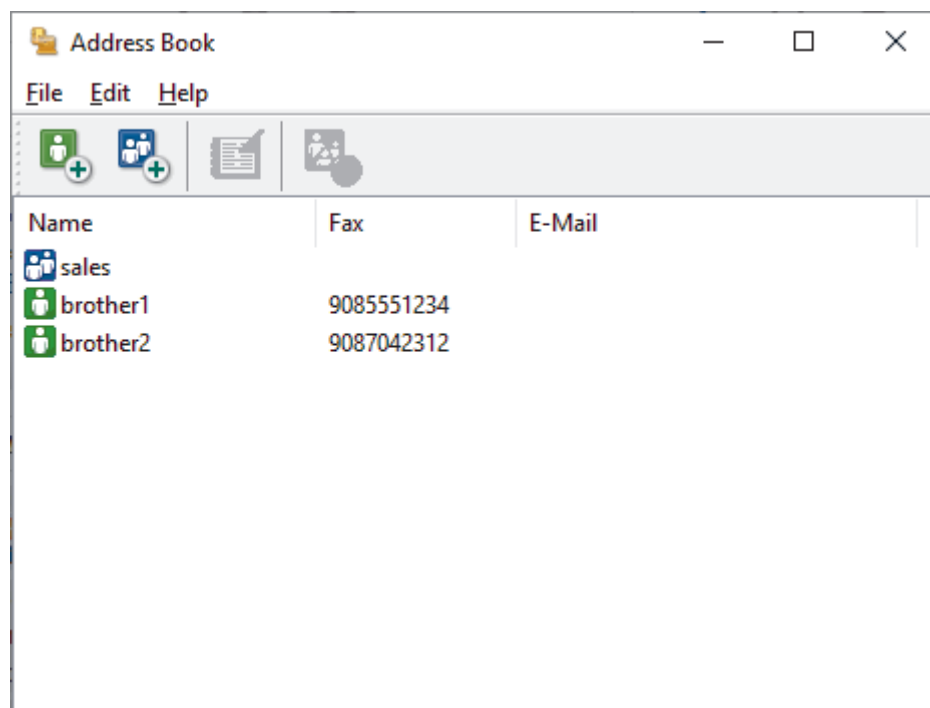 Address Book
File Edit Help
Name Fax E-Mail
sales
brother1 9085551234
brother2 9087042312